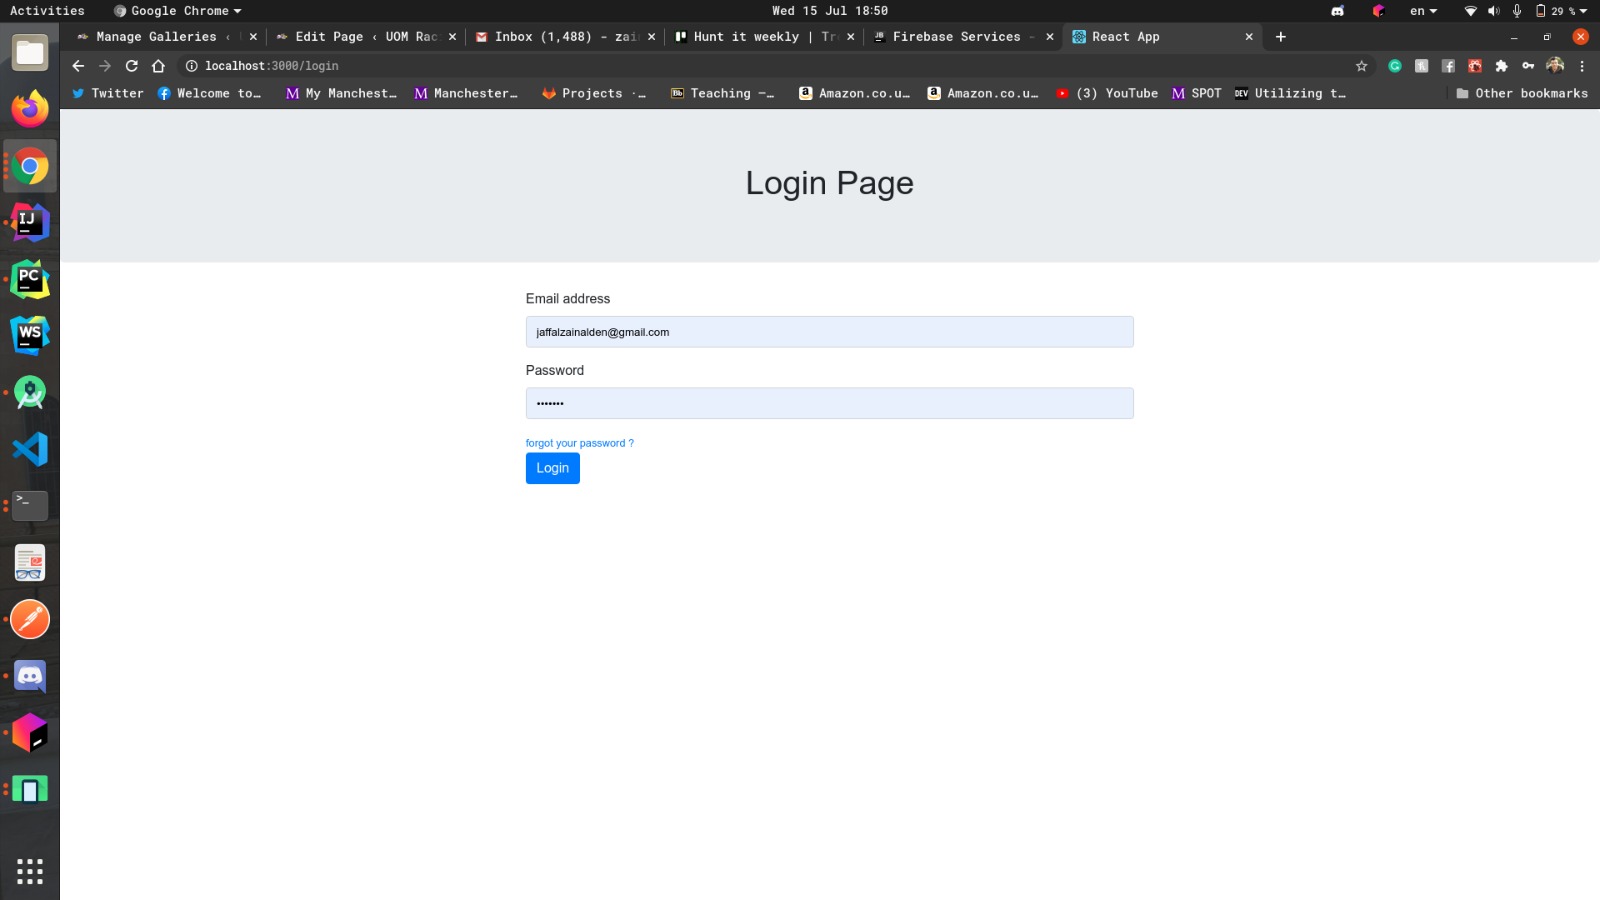 Activities Google Chrome Wed 15 Jul 18:50 en 29 %
Manage Galleries ‹ Edit Page ‹ UOM Rac Inbox (1,488) - zai Hunt it weekly | Tr Firebase Services - React App
localhost:3000/login
Twitter Welcome to… My Manchest… Manchester… Projects ·… Teaching –… Amazon.co.u… Amazon.co.u… (3) YouTube SPOT Utilizing t… Other bookmarks
Login Page
Email address
jaffalzainalden@gmail.com
Password
•••••••
forgot your password ?
Login
IJ
PC
WS
>_